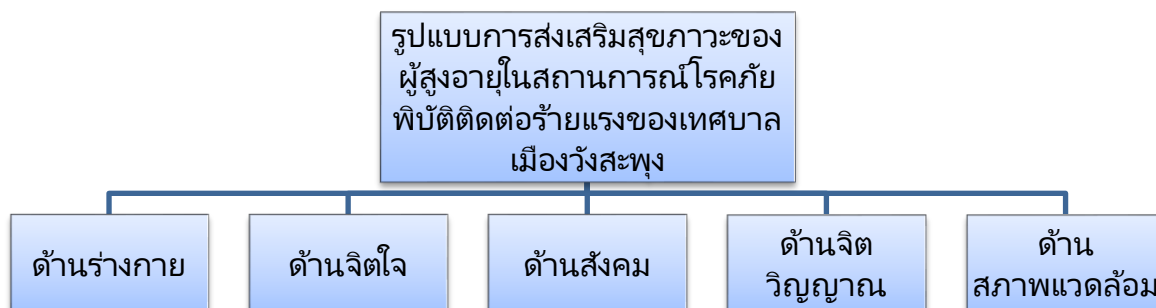 รูปแบบการส่งเสริมสุขภาวะของ
ผู้สูงอายุในสถานการณ์โรคภัย
พิบัติติดต่อร้ายแรงของเทศบาล
เมืองวังสะพุง
ด้านร่างกาย
ด้านจิตใจ
ด้านสังคม
ด้านจิต
วิญญาณ
ด้าน
สภาพแวดล้อม